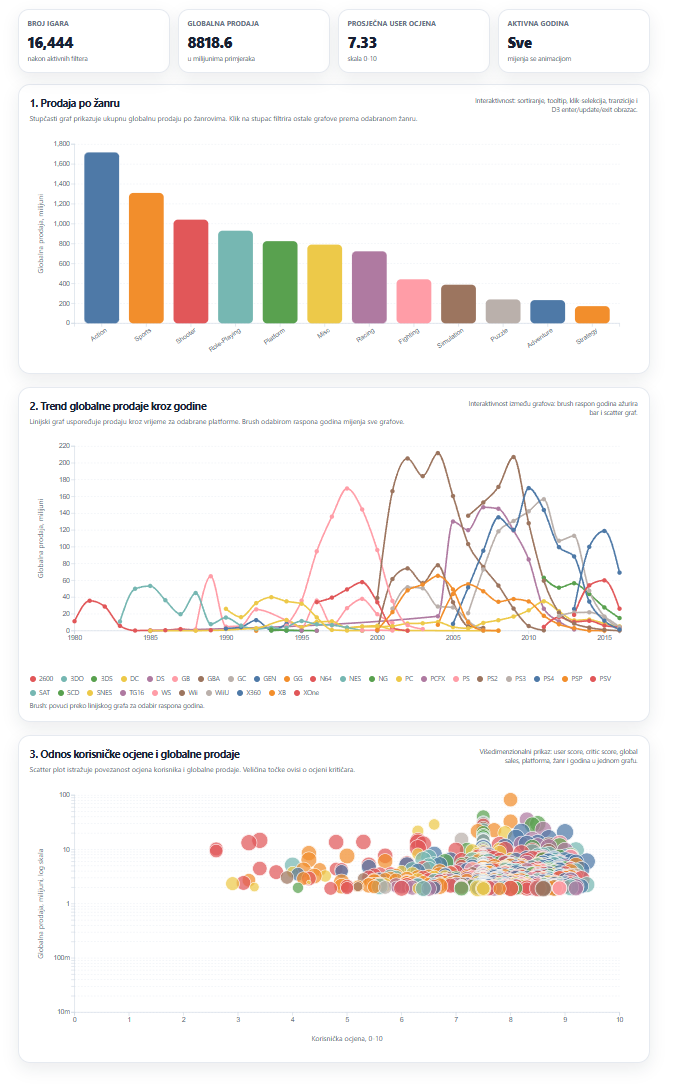 BROJ IGARA
16,444
nakon aktivnih filtera
GLOBALNA PRODAJA
8818.6
u milijunima primjeraka
PROSJEČNA USER OCJENA
7.33
skala 0-10
AKTIVNA GODINA
Sve
mijenja se animacijom
1. Prodaja po žanru
Interaktivnost: sortiranje, tooltip, klik-selekcija, tranzicije i
D3 enter/update/exit obrazac.
Stupčasti graf prikazuje ukupnu globalnu prodaju po žanrovima. Klik na stupac filtrira ostale grafove prema odabranom žanru.
Globalna prodaja, milijuni
1,800
1,600
1,400
1,200
1,000
800
600
400
200
0
Action
Sports
Shooter
Role-Playing
Platform
Misc
Racing
Fighting
Simulation
Puzzle
Adventure
Strategy
2. Trend globalne prodaje kroz godine
Interaktivnost između grafova: brush raspon godina ažurira
bar i scatter graf.
Linijski graf uspoređuje prodaju kroz vrijeme za odabrane platforme. Brush odabirom raspona godina mijenja sve grafove.
Globalna prodaja, milijuni
220
200
180
160
140
120
100
80
60
40
20
0
1980
1985
1990
1995
2000
2005
2010
2015
2600 3DO 3DS DC DS GB GBA GC GEN GG N64 NES NG PC PCFX PS PS2 PS3 PS4 PSP PSV
SAT SCD SNES TG16 WS Wii WiiU X360 XB XOne
Brush: povuci preko linijskog grafa za odabir raspona godina.
3. Odnos korisničke ocjene i globalne prodaje
Višedimenzionalni prikaz: user score, critic score, global
sales, platforma, žanr i godina u jednom grafu.
Scatter plot istražuje povezanost ocjena korisnika i globalne prodaje. Veličina točke ovisi o ocjeni kritičara.
Globalna prodaja, milijuni, log skala
100
10
1
100m
10m
0
1
2
3
4
5
6
7
8
9
10
Korisnička ocjena, 0-10